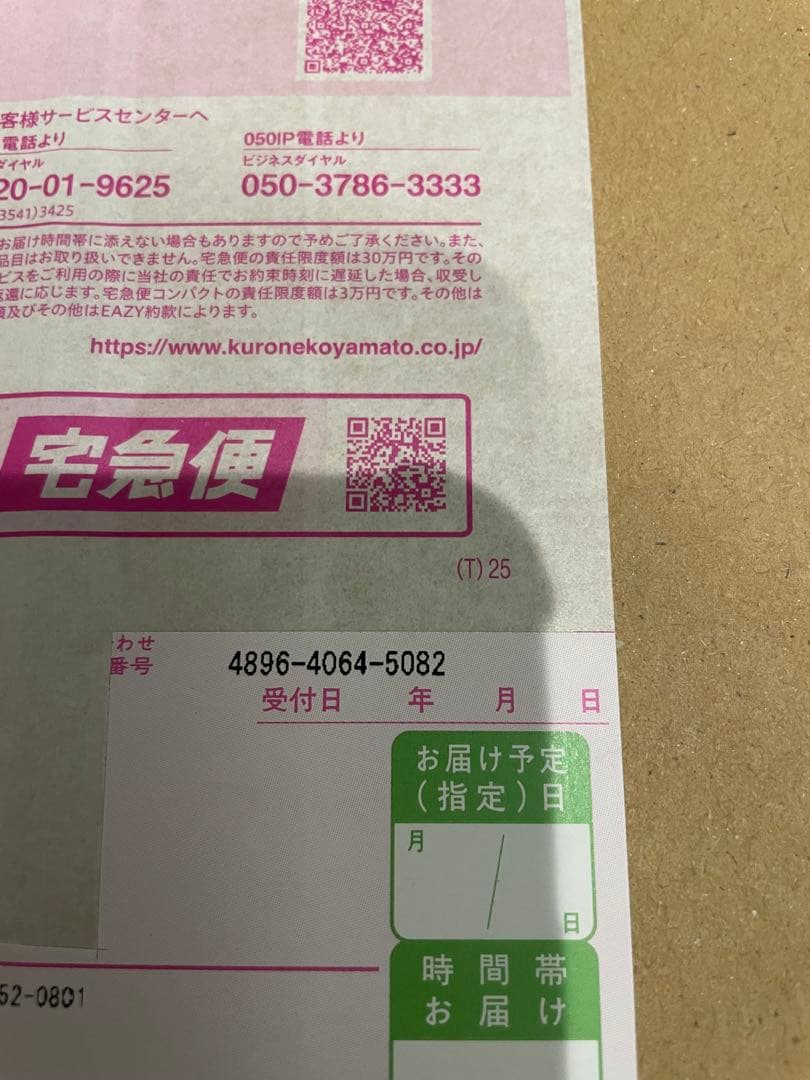 客様サービスセンターへ
電話より
ダイヤル
20-01-9625
3541)3425
050IP電話より
ビジネスダイヤル
050-3786-3333
お届け時間帯に添えない場合もありますので予めご了承ください。また、
品目はお取り扱いできません。宅急便の責任限度額は30万円です。その
ビスをご利用の際に当社の責任でお約束時刻に遅延した場合、収受し
返還に応じます。宅急便コンパクトの責任限度額は3万円です。その他は
及びその他はEAZY約款によります。
https://www.kuronekoyamato.co.jp/
宅急便
(T)25
わせ
番号
4896-4064-5082
受付日 年 月 日
お届け予定
(指定)日
月 / 日
時間帯
お届け
52-0801